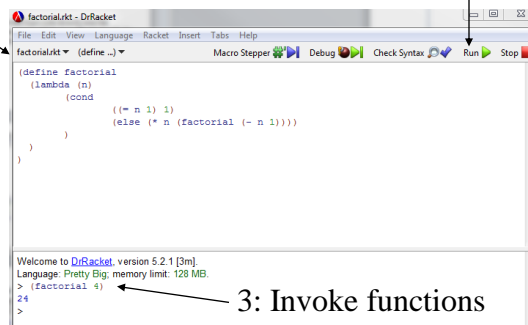 factorial.rkt - DrRacket
File Edit View Language Racket Insert Tabs Help
factorial.rkt (define ...) Macro Stepper Debug Check Syntax Run Stop
(define factorial
(lambda (n)
(cond
((= n 1) 1)
(else (* n (factorial (- n 1))))
)
)
)
Welcome to DrRacket, version 5.2.1 [3m].
Language: Pretty Big; memory limit: 128 MB.
> (factorial 4)
24
>
3: Invoke functions